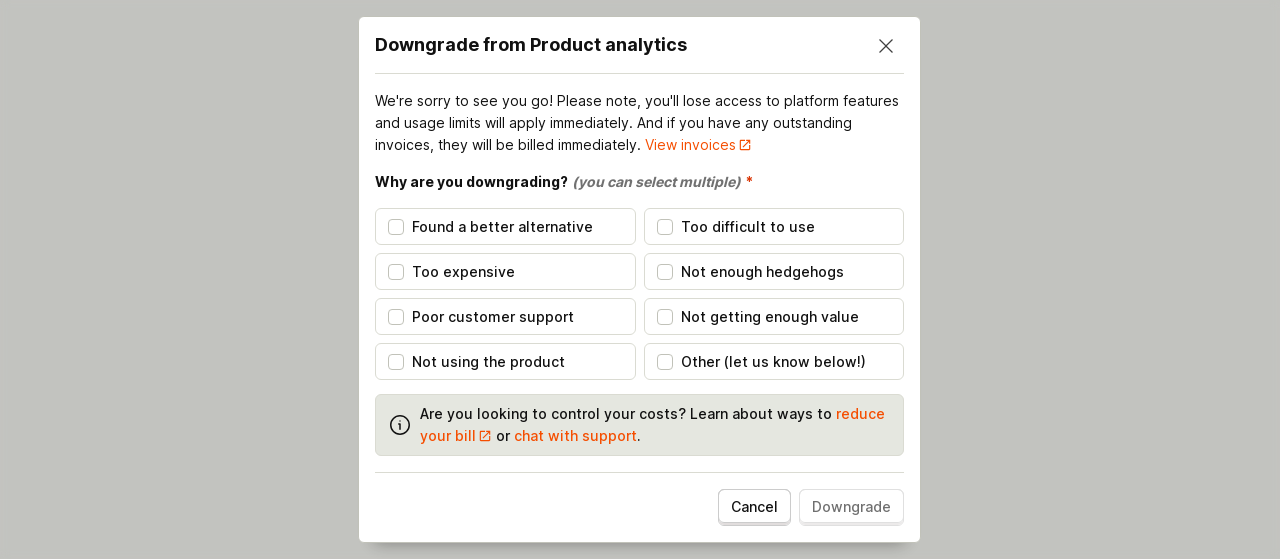 Downgrade from Product analytics
We're sorry to see you go! Please note, you'll lose access to platform features
and usage limits will apply immediately. And if you have any outstanding
invoices, they will be billed immediately. View invoices
Why are you downgrading? (you can select multiple) *
Found a better alternative
Too difficult to use
Too expensive
Not enough hedgehogs
Poor customer support
Not getting enough value
Not using the product
Other (let us know below!)
Are you looking to control your costs? Learn about ways to reduce
your bill or chat with support.
Cancel
Downgrade